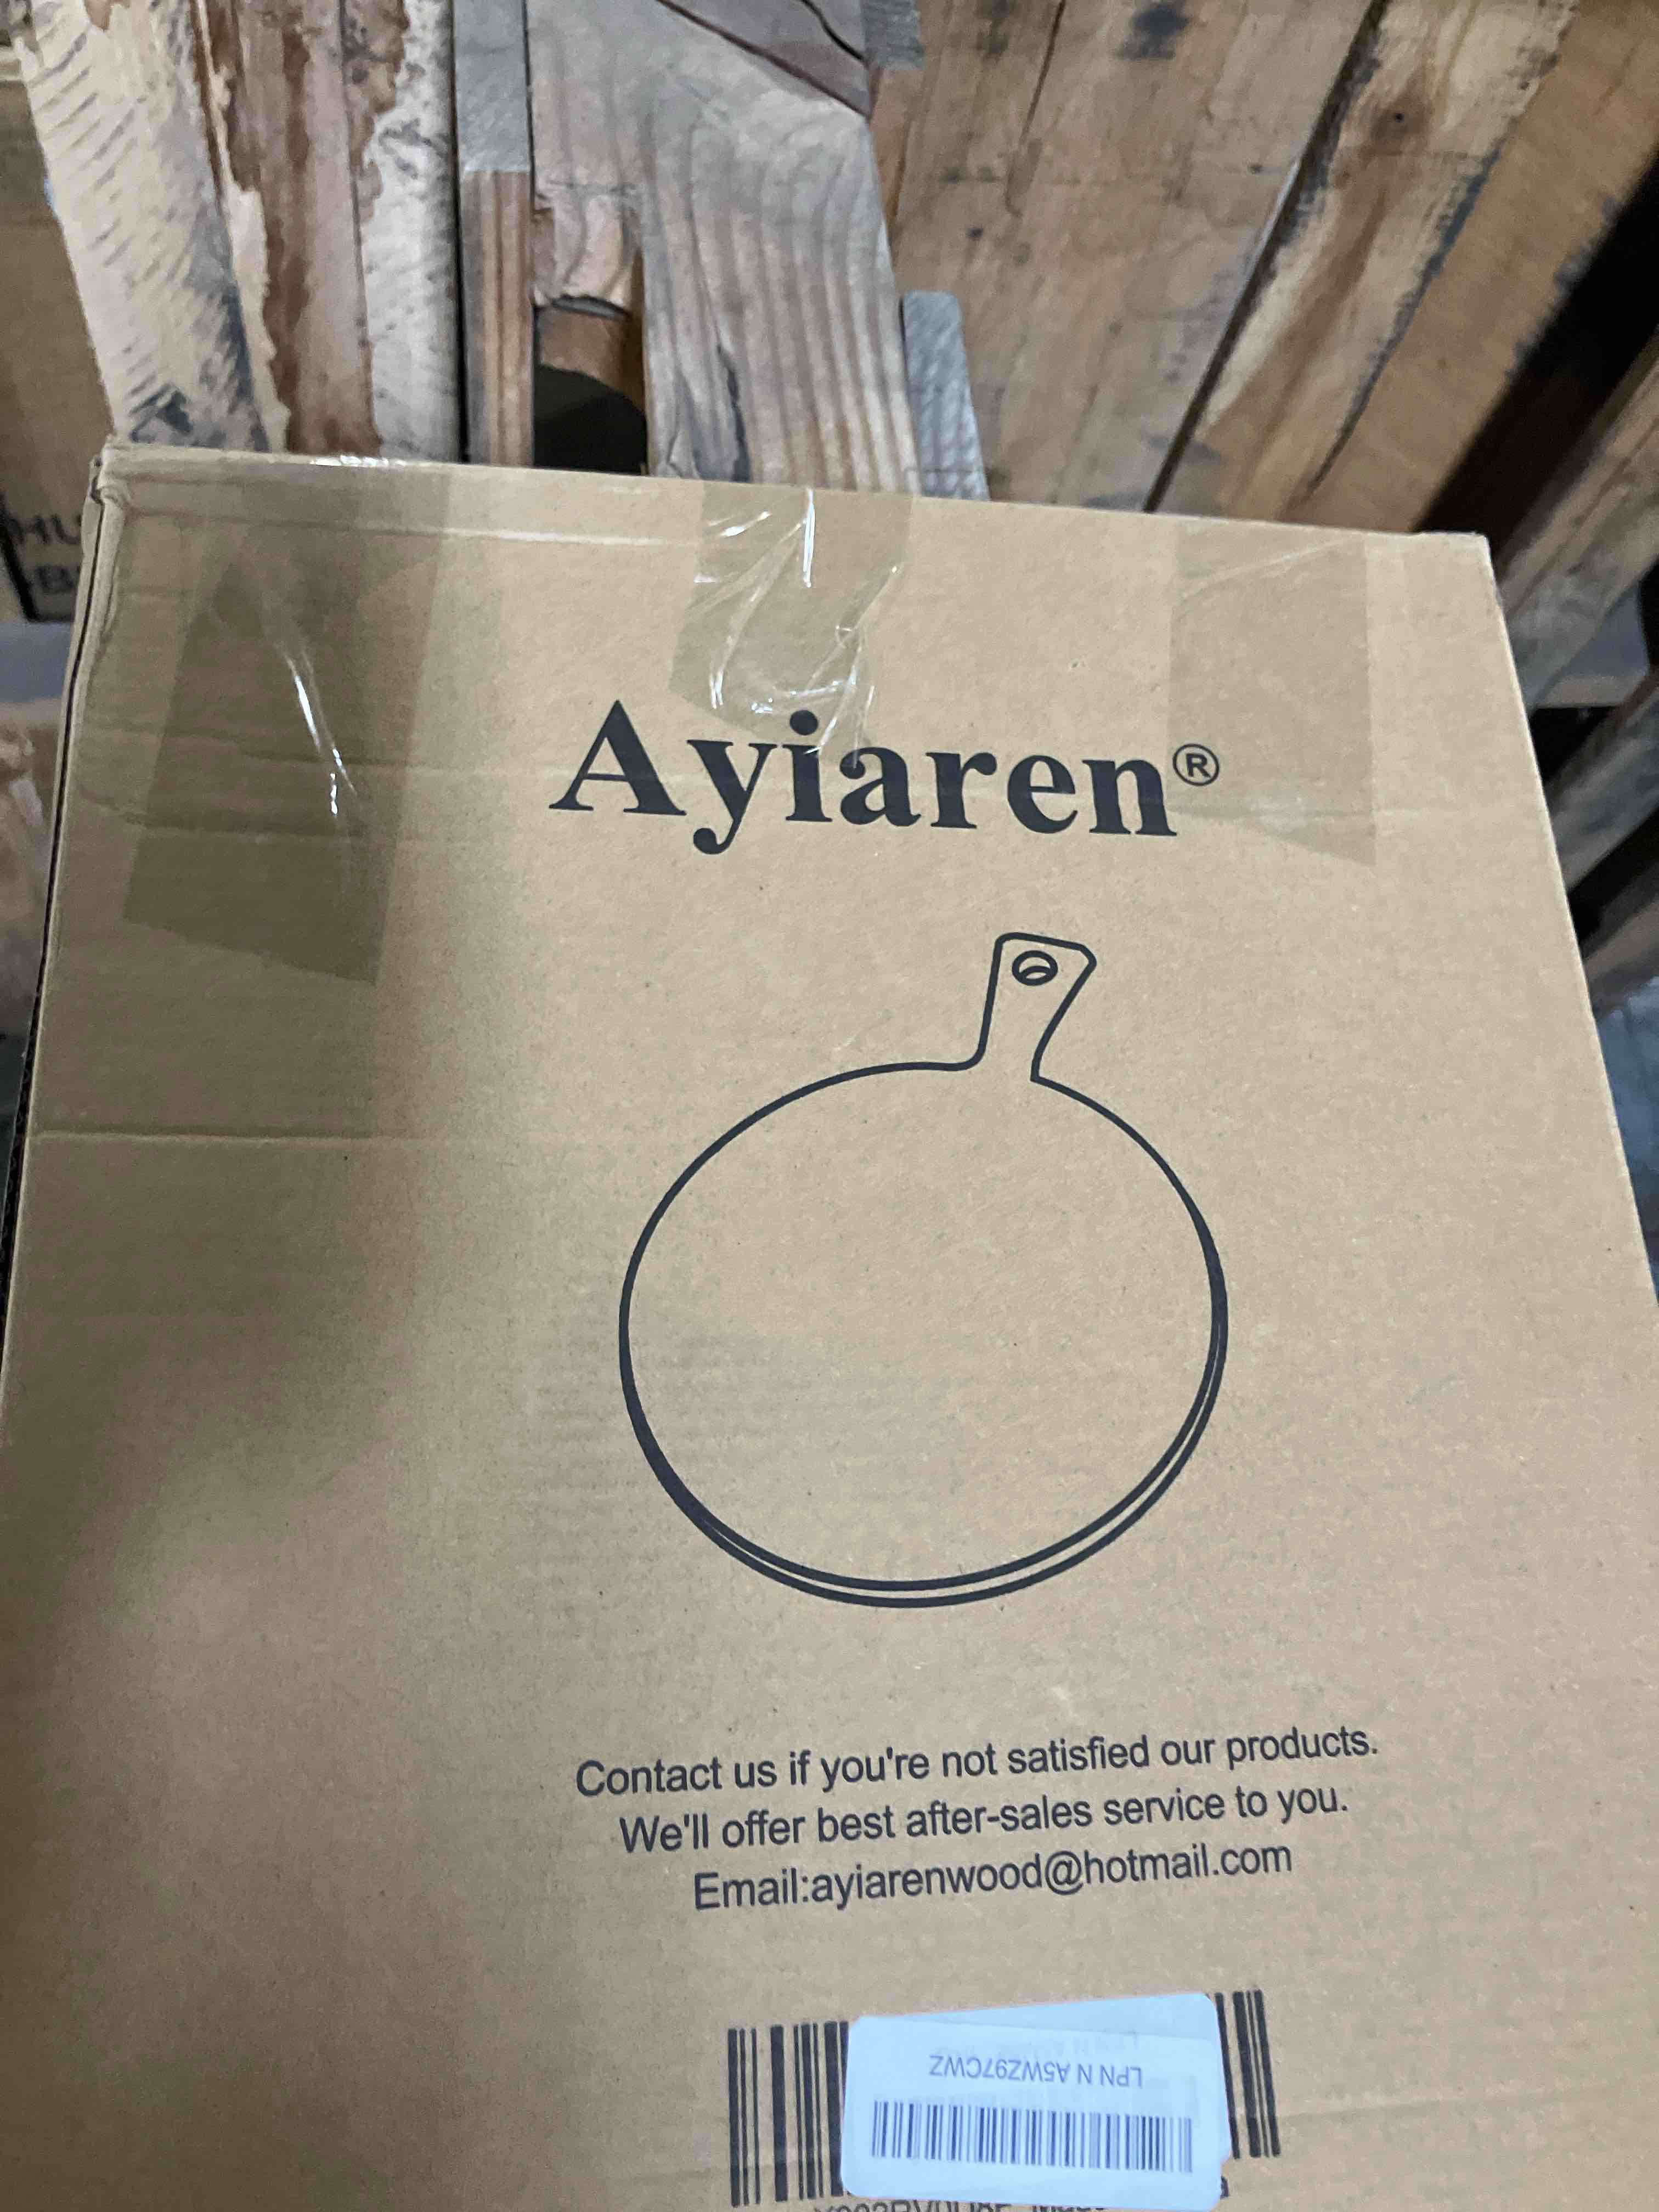 Ayiaren®
Contact us if you're not satisfied our products.
We'll offer best after-sales service to you.
Email:ayiarenwood@hotmail.com
LPN N A5WZ97CWZ